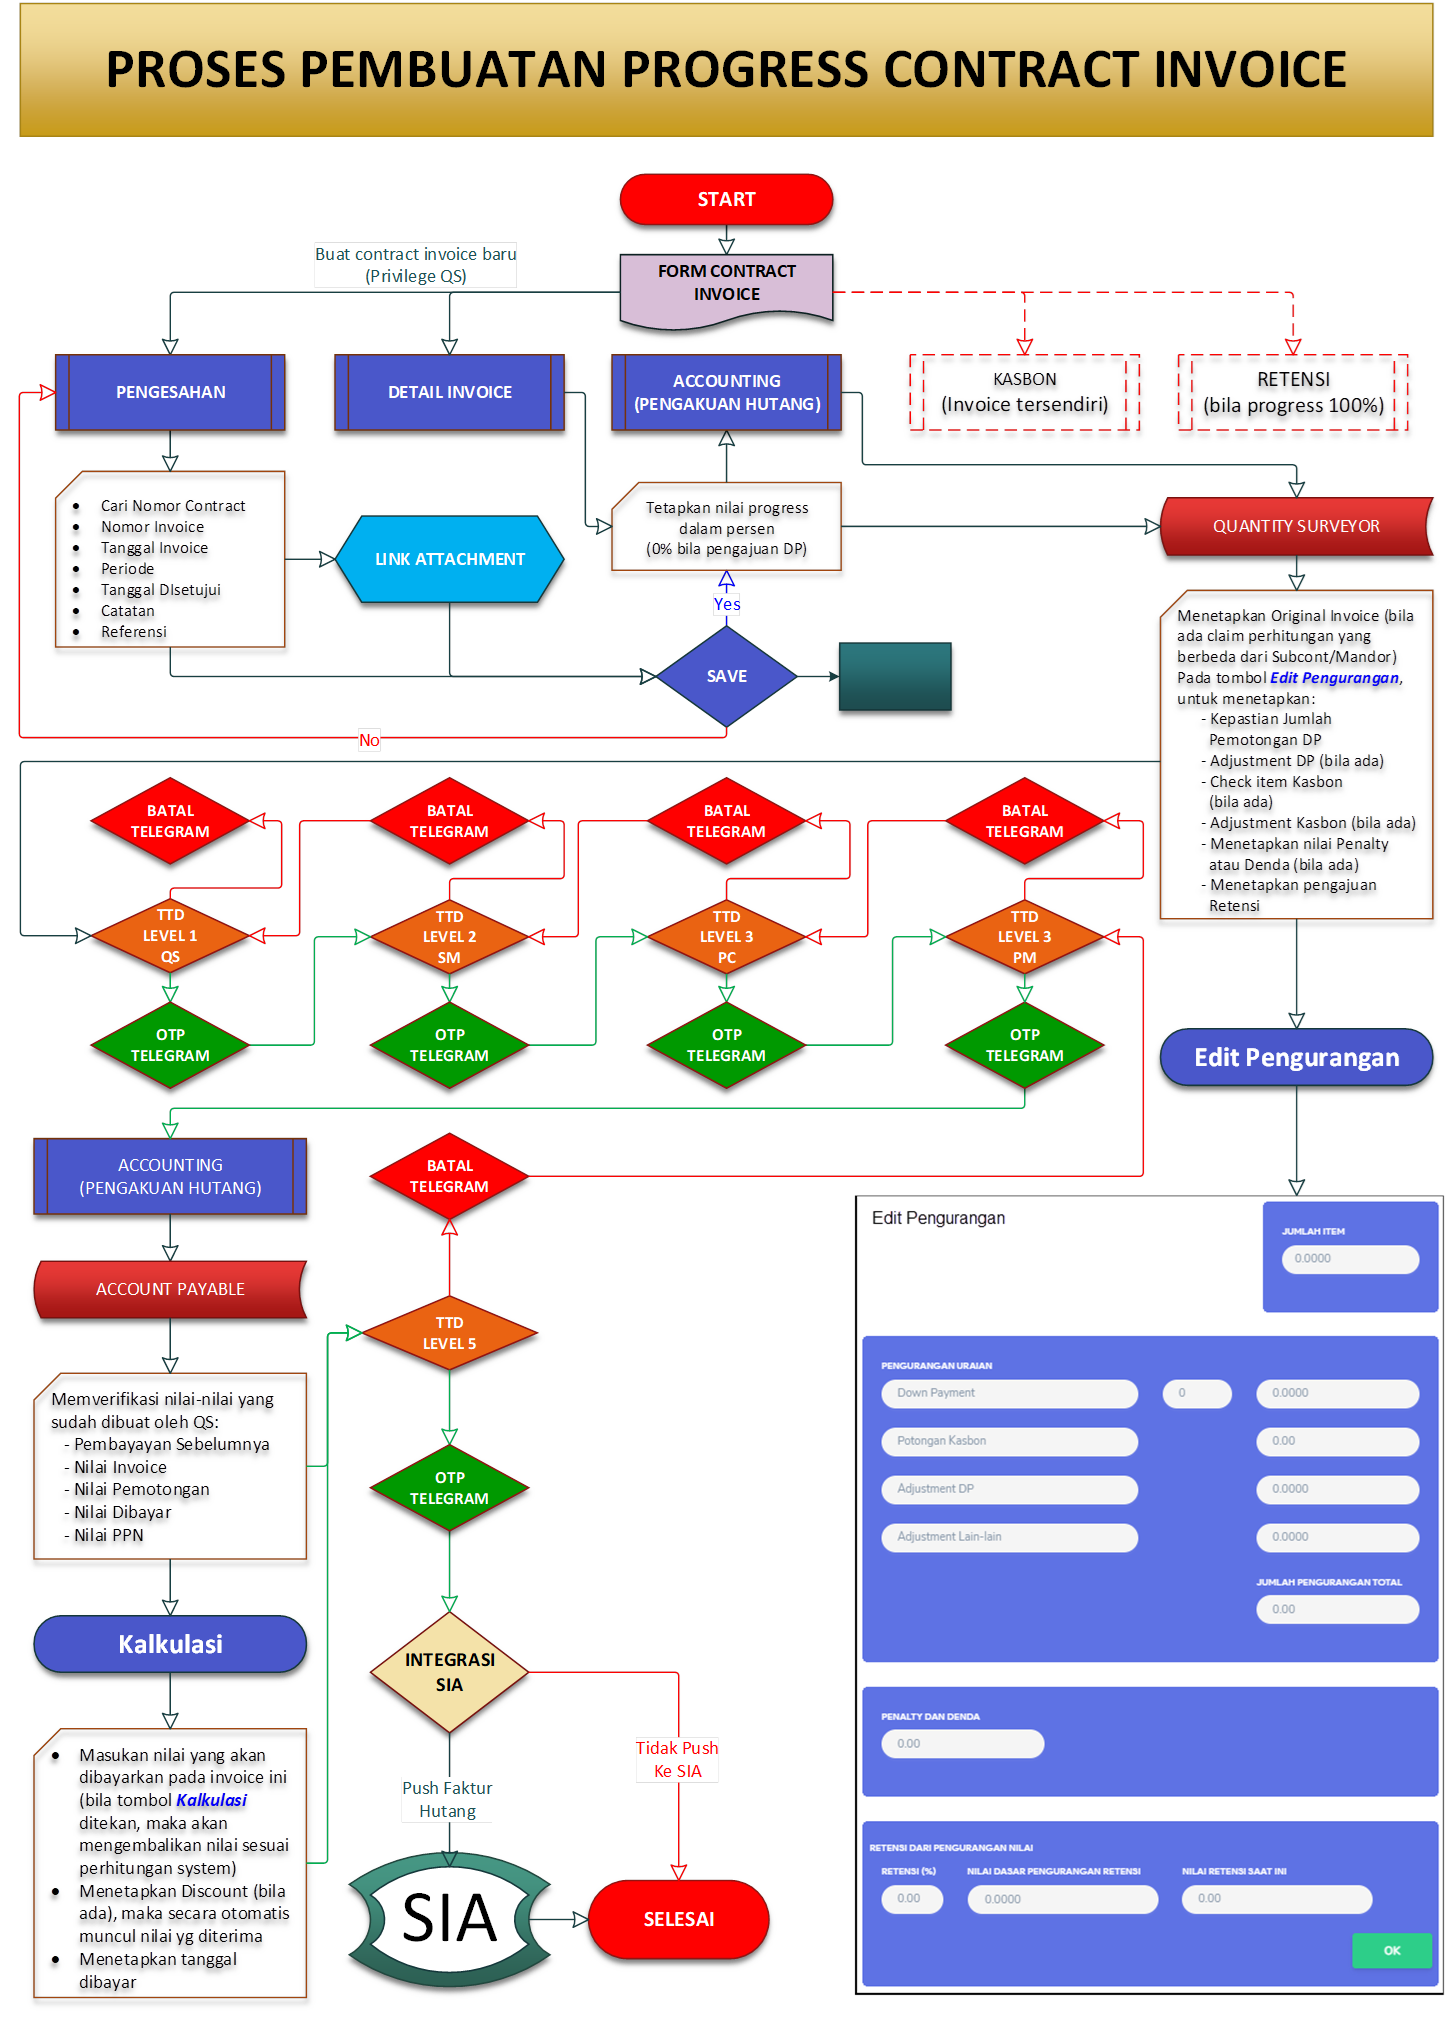 PROSES PEMBUATAN PROGRESS CONTRACT INVOICE
START
Buat contract invoice baru
(Privilege QS)
FORM CONTRACT
INVOICE
PENGESAHAN
DETAIL INVOICE
ACCOUNTING
(PENGAKUAN HUTANG)
KASBON
(Invoice tersendiri)
RETENSI
(bila progress 100%)
• Cari Nomor Contract
• Nomor Invoice
• Tanggal Invoice
• Periode
• Tanggal DIsetujui
• Catatan
• Referensi
LINK ATTACHMENT
Tetapkan nilai progress
dalam persen
(0% bila pengajuan DP)
QUANTITY SURVEYOR
Yes
SAVE
No
Menetapkan Original Invoice (bila
ada claim perhitungan yang
berbeda dari Subcont/Mandor)
Pada tombol Edit Pengurangan,
untuk menetapkan:
- Kepastian Jumlah
Pemotongan DP
- Adjustment DP (bila ada)
- Check item Kasbon
(bila ada)
- Adjustment Kasbon (bila ada)
- Menetapkan nilai Penalty
atau Denda (bila ada)
- Menetapkan pengajuan
Retensi
BATAL
TELEGRAM
BATAL
TELEGRAM
BATAL
TELEGRAM
BATAL
TELEGRAM
TTD
LEVEL 1
QS
TTD
LEVEL 2
SM
TTD
LEVEL 3
PC
TTD
LEVEL 3
PM
OTP
TELEGRAM
OTP
TELEGRAM
OTP
TELEGRAM
OTP
TELEGRAM
Edit Pengurangan
ACCOUNTING
(PENGAKUAN HUTANG)
BATAL
TELEGRAM
ACCOUNT PAYABLE
TTD
LEVEL 5
Memverifikasi nilai-nilai yang
sudah dibuat oleh QS:
- Pembayayan Sebelumnya
- Nilai Invoice
- Nilai Pemotongan
- Nilai Dibayar
- Nilai PPN
OTP
TELEGRAM
Kalkulasi
INTEGRASI
SIA
• Masukan nilai yang akan
dibayarkan pada invoice ini
(bila tombol Kalkulasi
ditekan, maka akan
mengembalikan nilai sesuai
perhitungan system)
• Menetapkan Discount (bila
ada), maka secara otomatis
muncul nilai yg diterima
• Menetapkan tanggal
dibayar
Push Faktur
Hutang
Tidak Push
Ke SIA
SIA
SELESAI
Edit Pengurangan
JUMLAH ITEM
0.0000
PENGURANGAN URAIAN
Down Payment 0 0.0000
Potongan Kasbon 0.00
Adjustment DP 0.0000
Adjustment Lain-lain 0.0000
JUMLAH PENGURANGAN TOTAL
0.00
PENALTY DAN DENDA
0.00
RETENSI DARI PENGURANGAN NILAI
RETENSI (%) NILAI DASAR PENGURANGAN RETENSI NILAI RETENSI SAAT INI
0.00 0.0000 0.00
OK